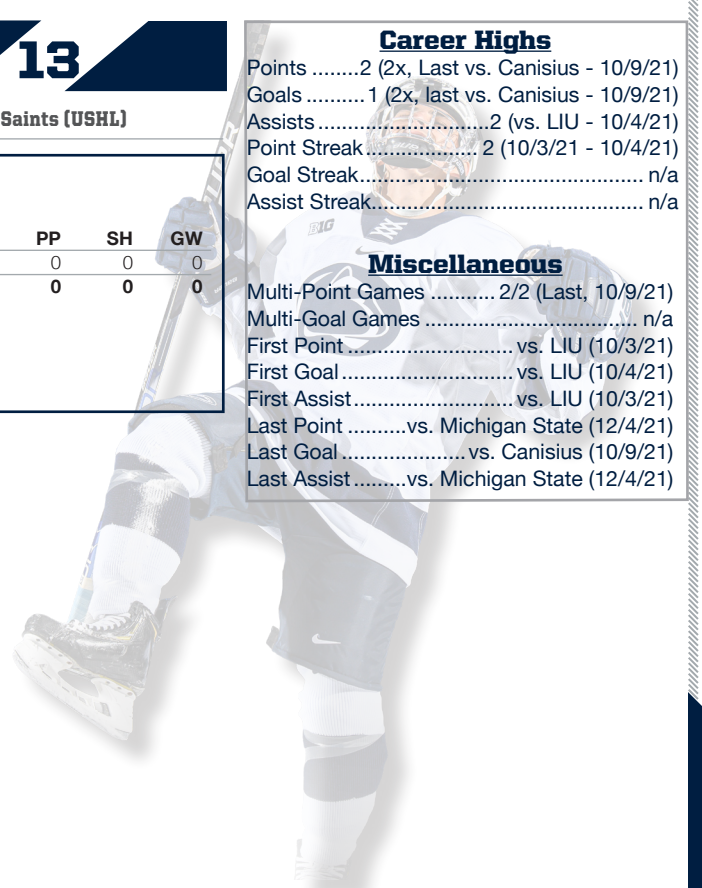 13
Saints (USHL)
PP SH GW
0 0 0
0 0 0
Career Highs
Points ........2 (2x, Last vs. Canisius - 10/9/21)
Goals ..........1 (2x, last vs. Canisius - 10/9/21)
Assists .............................2 (vs. LIU - 10/4/21)
Point Streak................... 2 (10/3/21 - 10/4/21)
Goal Streak................................................. n/a
Assist Streak............................................... n/a
Miscellaneous
Multi-Point Games ........... 2/2 (Last, 10/9/21)
Multi-Goal Games .................................... n/a
First Point ............................ vs. LIU (10/3/21)
First Goal ............................. vs. LIU (10/4/21)
First Assist ............................vs. LIU (10/3/21)
Last Point ..........vs. Michigan State (12/4/21)
Last Goal .....................vs. Canisius (10/9/21)
Last Assist .........vs. Michigan State (12/4/21)
B1G